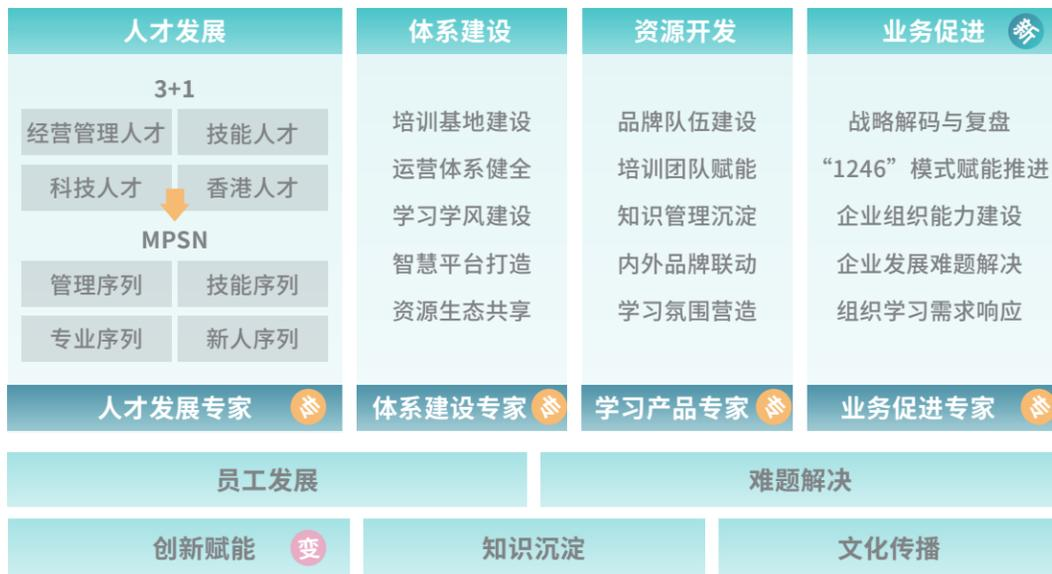 人才发展
3+1
经营管理人才
技能人才
科技人才
香港人才
MPSN
管理序列
技能序列
专业序列
新人序列
人才发展专家
体系建设
培训基地建设
运营体系健全
学习学风建设
智慧平台打造
资源生态共享
体系建设专家
资源开发
品牌队伍建设
培训团队赋能
知识管理沉淀
内外品牌联动
学习氛围营造
学习产品专家
业务促进
新
战略解码与复盘
“1246”模式赋能推进
企业组织能力建设
企业发展难题解决
组织学习需求响应
业务促进专家
员工发展
难题解决
创新赋能
变
知识沉淀
文化传播